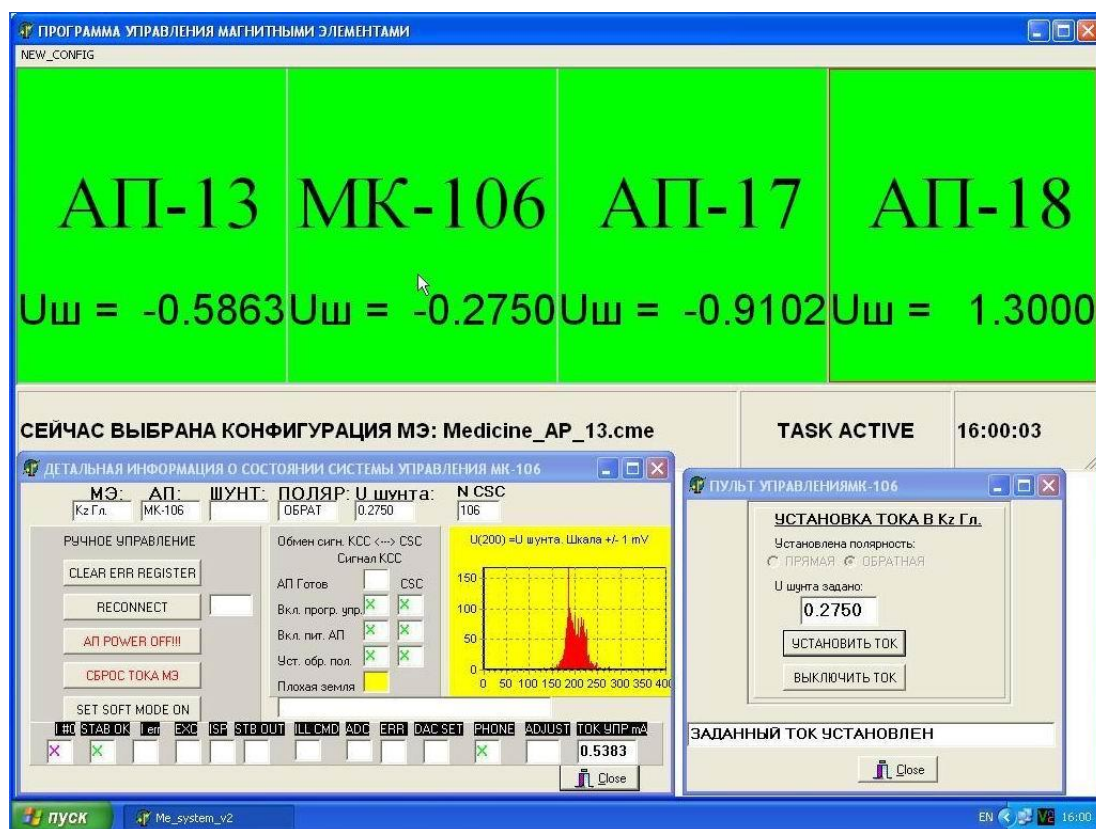 ПРОГРАММА УПРАВЛЕНИЯ МАГНИТНЫМИ ЭЛЕМЕНТАМИ
NEW_CONFIG
АП-13 МК-106 АП-17 АП-18
Uш = -0.5863 Uш = -0.2750 Uш = -0.9102 Uш = 1.3000
СЕЙЧАС ВЫБРАНА КОНФИГУРАЦИЯ МЭ: Medicine_AP_13.cme TASK ACTIVE 16:00:03
ДЕТАЛЬНАЯ ИНФОРМАЦИЯ О СОСТОЯНИИ СИСТЕМЫ УПРАВЛЕНИЯ МК-106
МЭ: АП: ШУНТ: ПОЛЯР: U шунта: N CSC
Kz Гл. МК-106 ОБРАТ 0.2750 106
РУЧНОЕ УПРАВЛЕНИЕ
CLEAR ERR REGISTER
RECONNECT
АП POWER OFF!!!
СБРОС ТОКА МЭ
SET SOFT MODE ON
Обмен сигн. КСС <--> CSC
Сигнал КСС
АП Готов CSC
Вкл. прогр. упр.
Вкл. пит. АП
Уст. обр. пол.
Плохая земля
U(200) =U шунта. Шкала +/- 1 mV
150
100
50
0
0 50 100 150 200 250 300 350 400
I #0 STAB OK I err EXC ISP STB OUT ILL CMD ADC ERR DAC SET PHONE ADJUST ТОК УПР mA
0.5383
Close
ПУЛЬТ УПРАВЛЕНИЯМК-106
УСТАНОВКА ТОКА В Kz Гл.
Установлена полярность:
ПРЯМАЯ ОБРАТНАЯ
U шунта задано:
0.2750
УСТАНОВИТЬ ТОК
ВЫКЛЮЧИТЬ ТОК
ЗАДАННЫЙ ТОК УСТАНОВЛЕН
Close
пуск Me_system_v2 EN 16:00